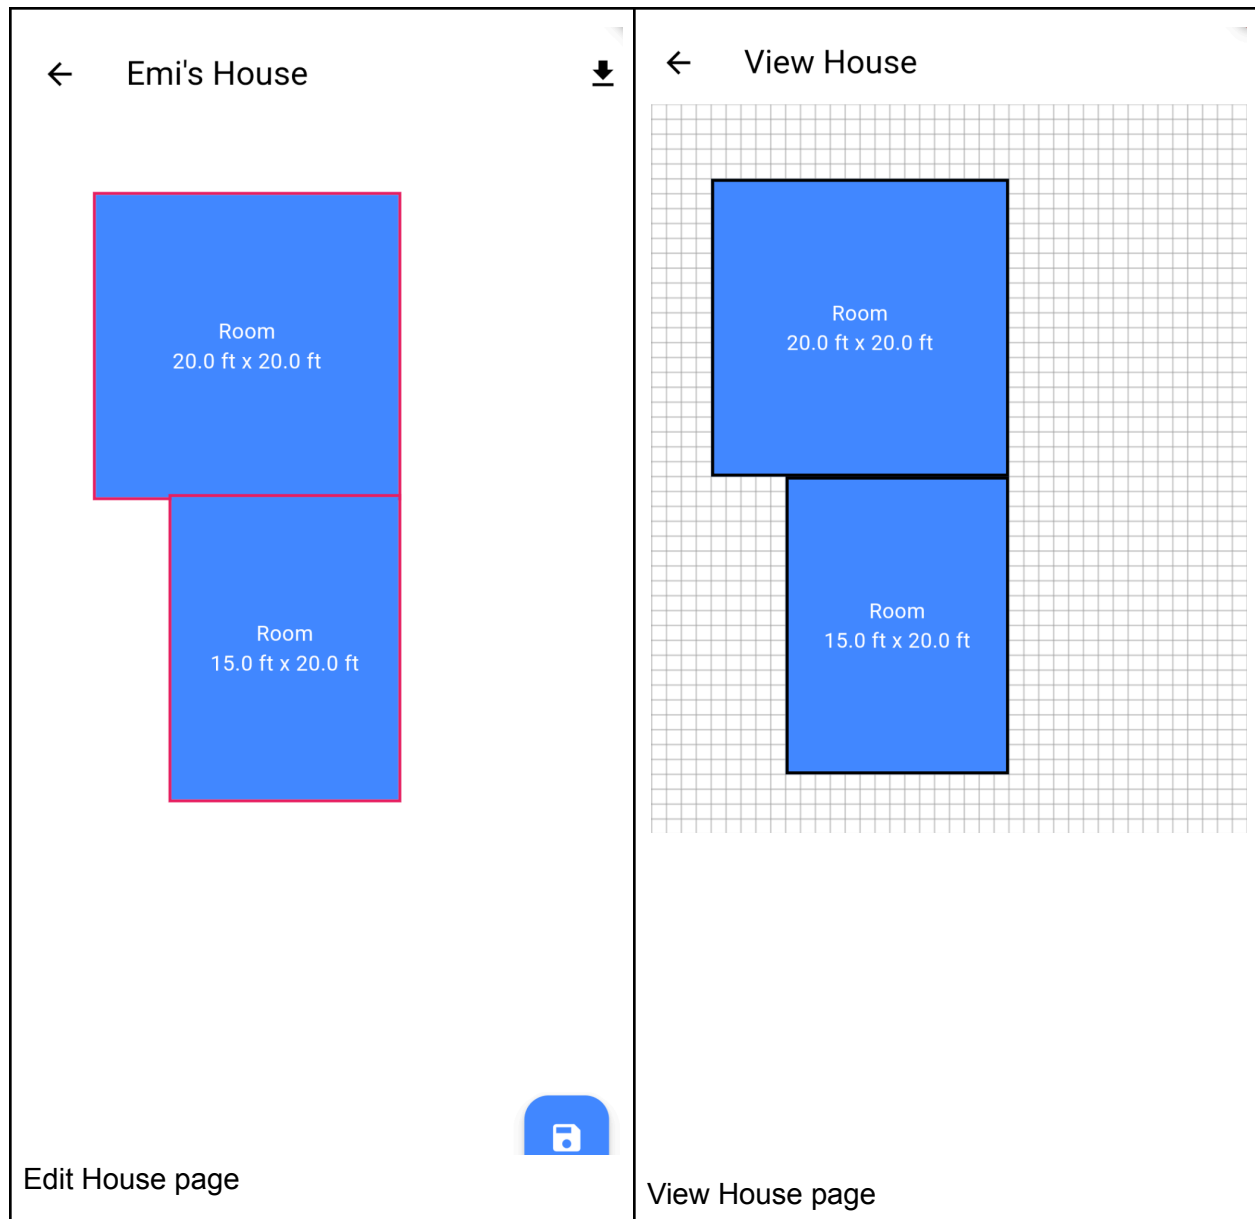 Emi's House
Room
20.0 ft x 20.0 ft
Room
15.0 ft x 20.0 ft
Edit House page
View House
Room
20.0 ft x 20.0 ft
Room
15.0 ft x 20.0 ft
View House page